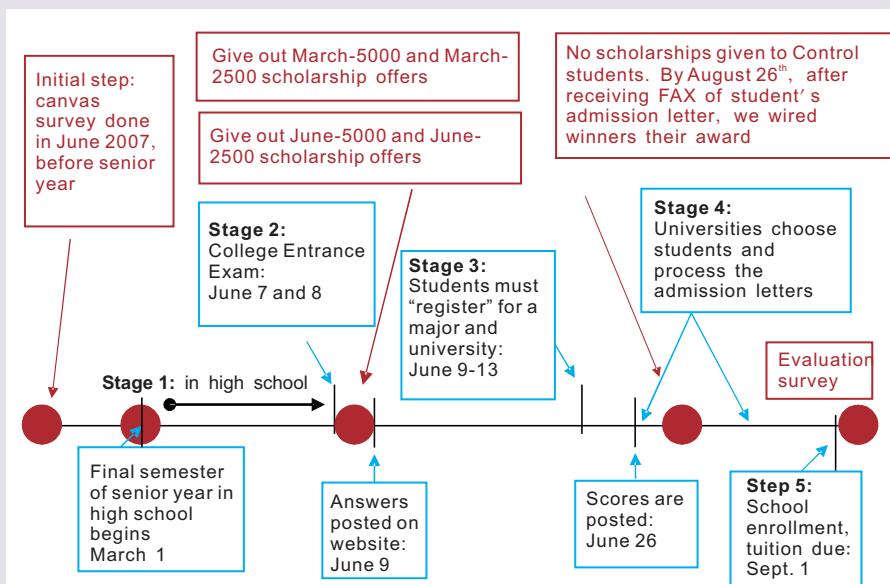 Initial step:
canvas
survey done
in June 2007,
before senior
year
Give out March-5000 and March-
2500 scholarship offers
Give out June-5000 and June-
2500 scholarship offers
No scholarships given to Control
students. By August 26th, after
receiving FAX of student′ s
admission letter, we wired
winners their award
Stage 2:
College Entrance
Exam:
June 7 and 8
Stage 3:
Students must
“register” for a
major and
university:
June 9-13
Stage 4:
Universities choose
students and
process the
admission letters
Evaluation
survey
Stage 1: in high school
Final semester
of senior year in
high school
begins
March 1
Answers
posted on
website:
June 9
Scores are
posted:
June 26
Step 5:
School
enrollment,
tuition due:
Sept. 1